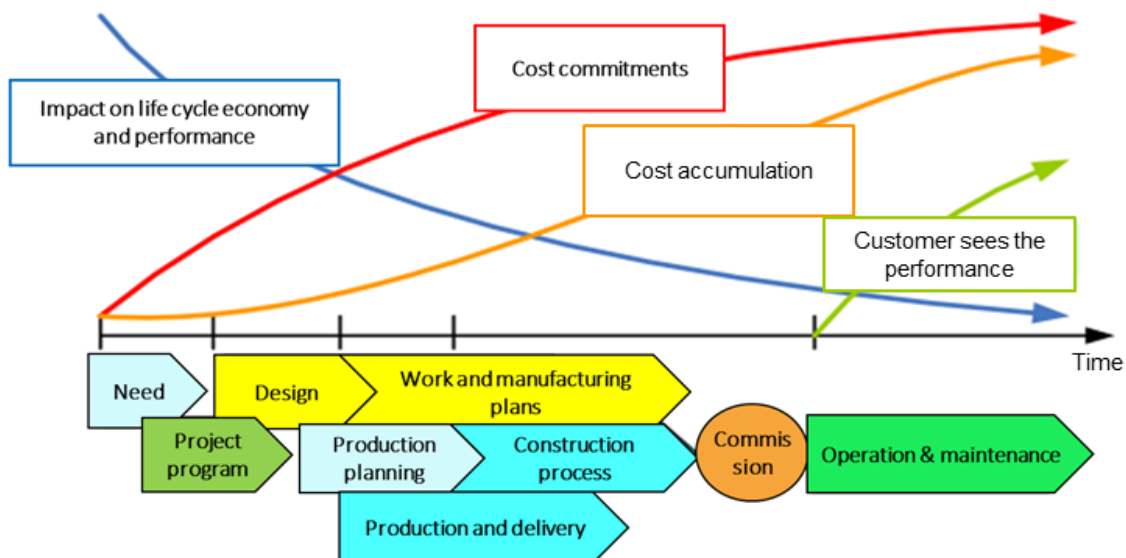 Cost commitments
Impact on life cycle economy
and performance
Cost accumulation
Customer sees the
performance
Time
Need
Design
Work and manufacturing
plans
Project
program
Production
planning
Construction
process
Commis
sion
Operation & maintenance
Production and delivery